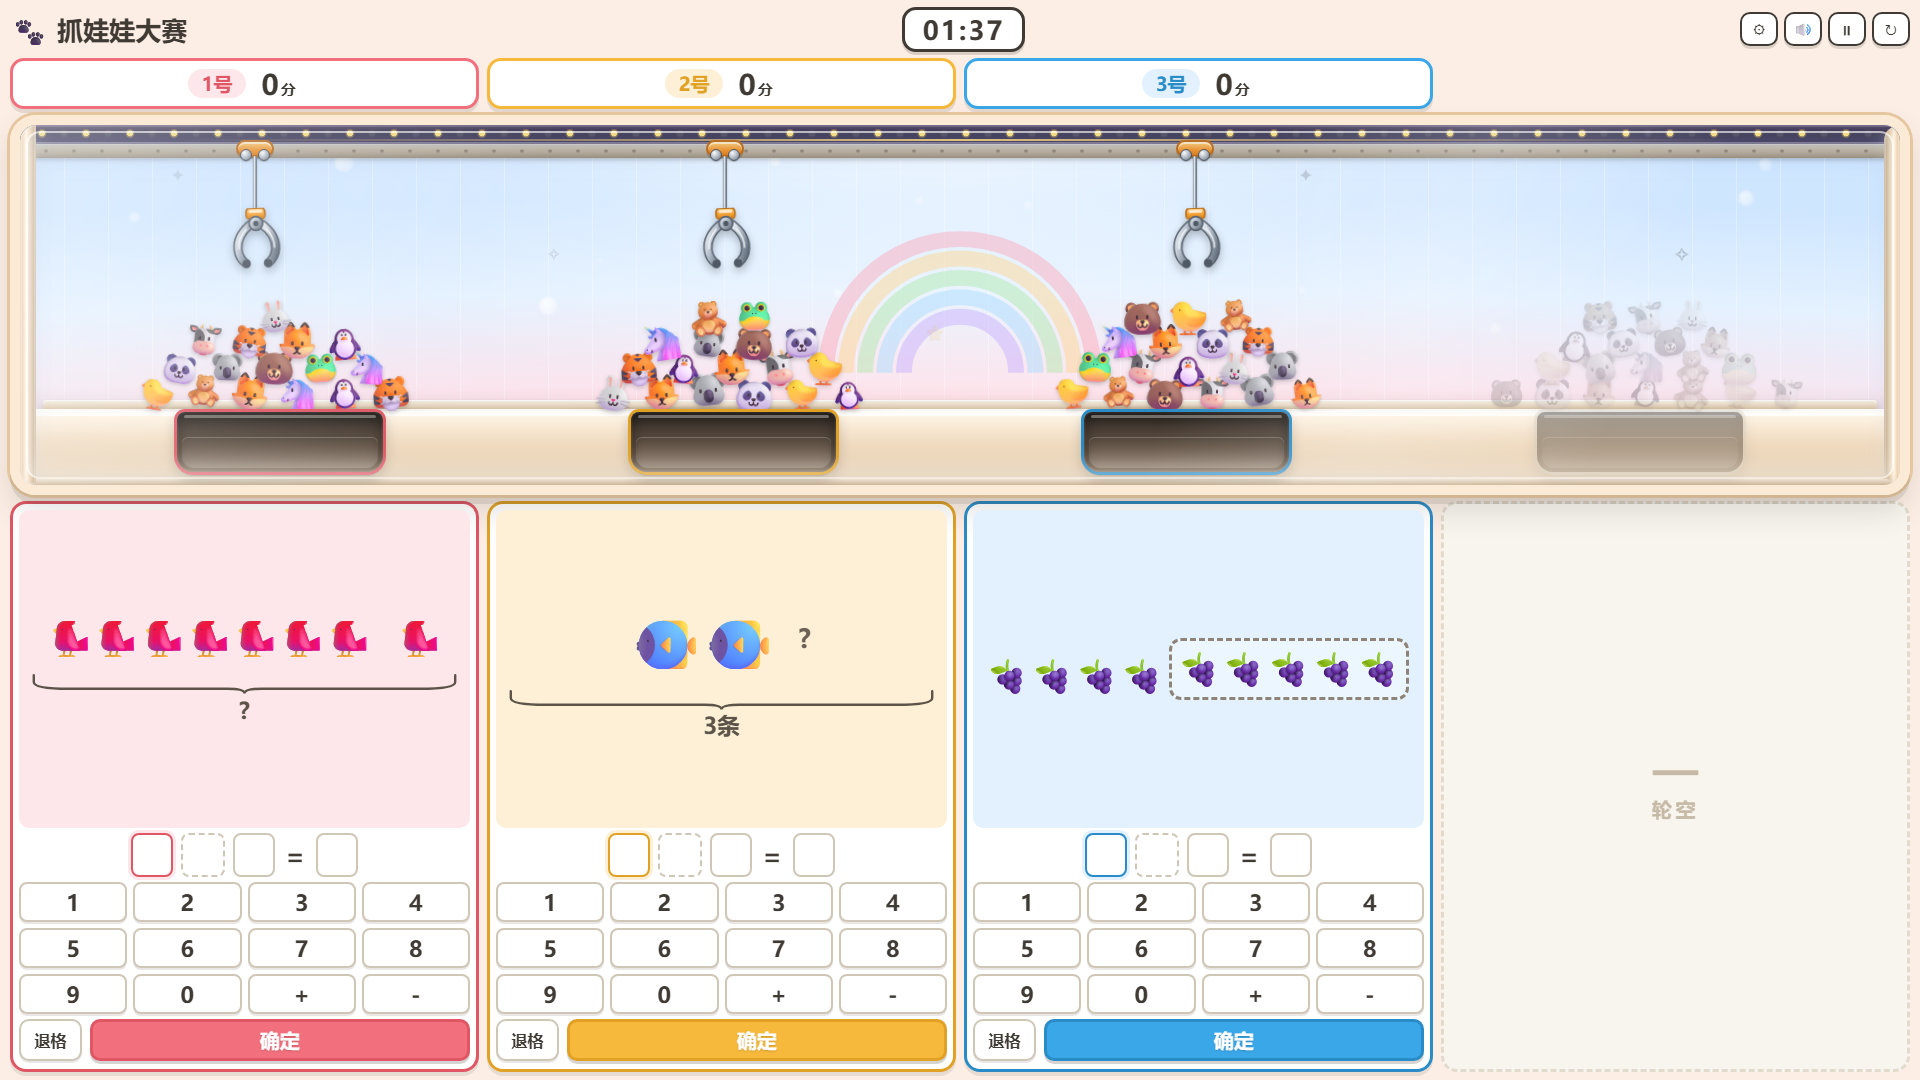 抓娃娃大赛
01:37
1号 0分
2号 0分
3号 0分
?
?
3条
=
1 2 3 4
5 6 7 8
9 0 + -
退格 确定
=
1 2 3 4
5 6 7 8
9 0 + -
退格 确定
=
1 2 3 4
5 6 7 8
9 0 + -
退格 确定
轮空